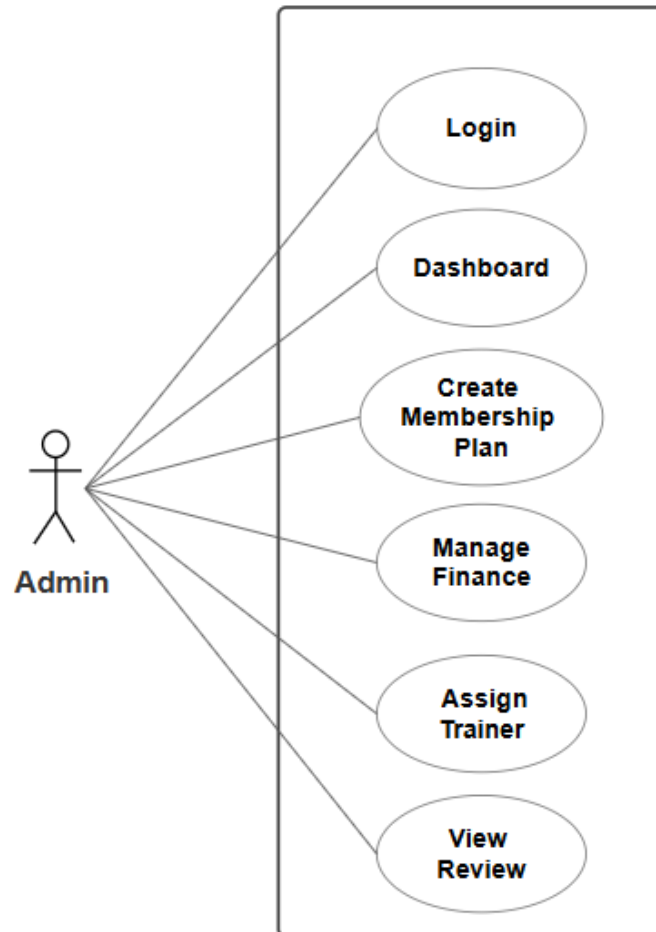 Login
Dashboard
Create
Membership
Plan
Manage
Finance
Admin
Assign
Trainer
View
Review